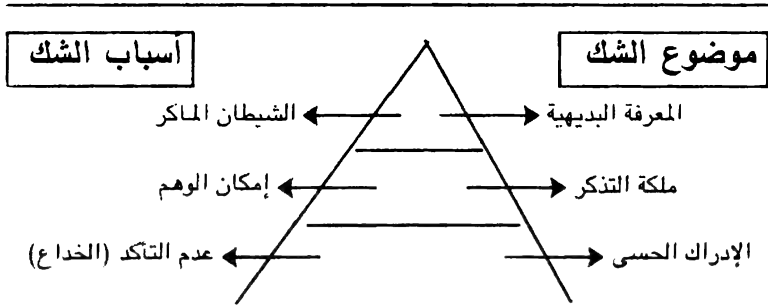 موضوع الشك
أسباب الشك
المعرفة البديهية
الشيطان الماكر
ملكة التذكر
إمكان الوهم
الإدراك الحسى
عدم التأكد (الخداع)